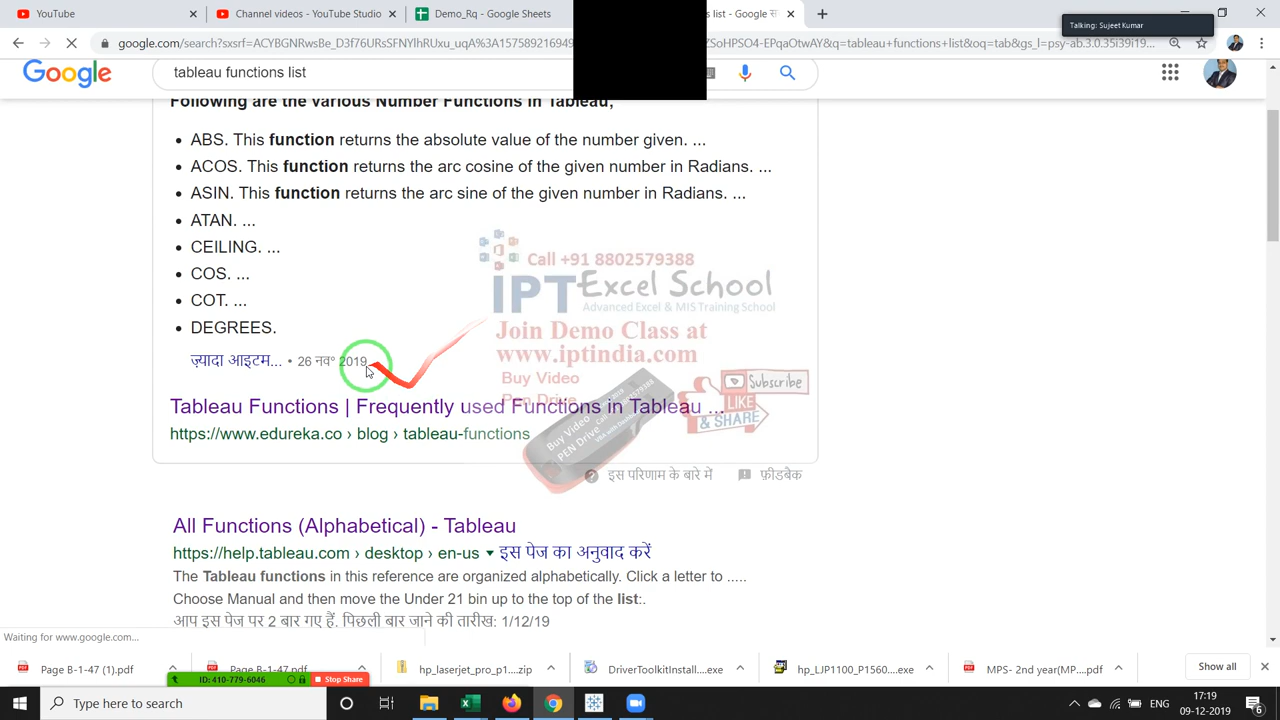 YouTube
Channel videos - YouTube Studio
Demo_Rq - Google Sheets
s list - Google स
Talking: Sujeet Kumar
google.com/search?sxsrf=
SoHPSO4-EPqaOtwAY&q=tableau+functions+list&oq=tab&gs_l=psy-ab.3.0.35i39i19...
Google
tableau functions list
Following are the various Number Functions in Tableau;
ABS. This function returns the absolute value of the number given. ...
ACOS. This function returns the arc cosine of the given number in Radians. ...
ASIN. This function returns the arc sine of the given number in Radians. ...
ATAN. ...
CEILING. ...
COS. ...
COT. ...
DEGREES.
ज़्यादा आइटम... • 26 नव॰ 2019
Call +91 8802579388
IPT Excel School
Advanced Excel & MIS Training School
Join Demo Class at
www.iptindia.com
Buy Video
Pen Drive
Buy Video
PEN Drive
Subscribe
LIKE
& SHARE
Tableau Functions | Frequently used Functions in Tableau ...
https://www.edureka.co › blog › tableau-functions
इस परिणाम के बारे में
फ़ीडबैक
All Functions (Alphabetical) - Tableau
https://help.tableau.com › desktop › en-us ▼ इस पेज का अनुवाद करें
The Tableau functions in this reference are organized alphabetically. Click a letter to .....
Choose Manual and then move the Under 21 bin up to the top of the list:.
आप इस पेज पर 2 बार गए हैं. पिछली बार जाने की तारीख: 1/12/19
Waiting for www.google.com...
Page B-1-47 (1).pdf
Page B-1-47.pdf
hp_laserjet_pro_p1....zip
DriverToolkitInstall....exe
hp_LJP1100_P1560....exe
MPS- 2nd year(MP....pdf
Show all
ID: 410-779-6046
Stop Share
Type here to search
ENG
17:19
09-12-2019
6